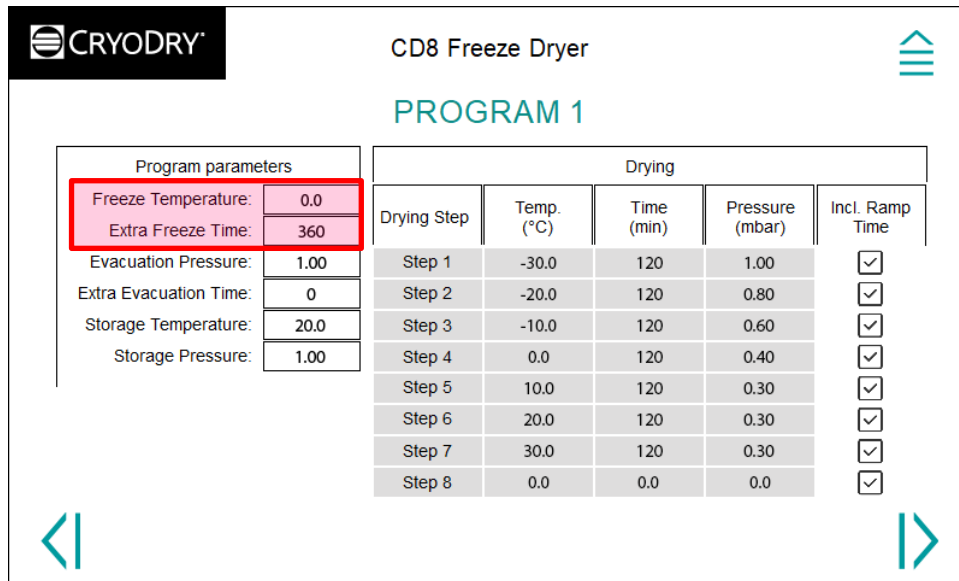 CRYODRY
CD8 Freeze Dryer
PROGRAM 1
Program parameters
Freeze Temperature: 0.0
Extra Freeze Time: 360
Evacuation Pressure: 1.00
Extra Evacuation Time: 0
Storage Temperature: 20.0
Storage Pressure: 1.00
Drying
Drying Step Temp. (°C) Time (min) Pressure (mbar) Incl. Ramp Time
Step 1 -30.0 120 1.00
Step 2 -20.0 120 0.80
Step 3 -10.0 120 0.60
Step 4 0.0 120 0.40
Step 5 10.0 120 0.30
Step 6 20.0 120 0.30
Step 7 30.0 120 0.30
Step 8 0.0 0.0 0.0